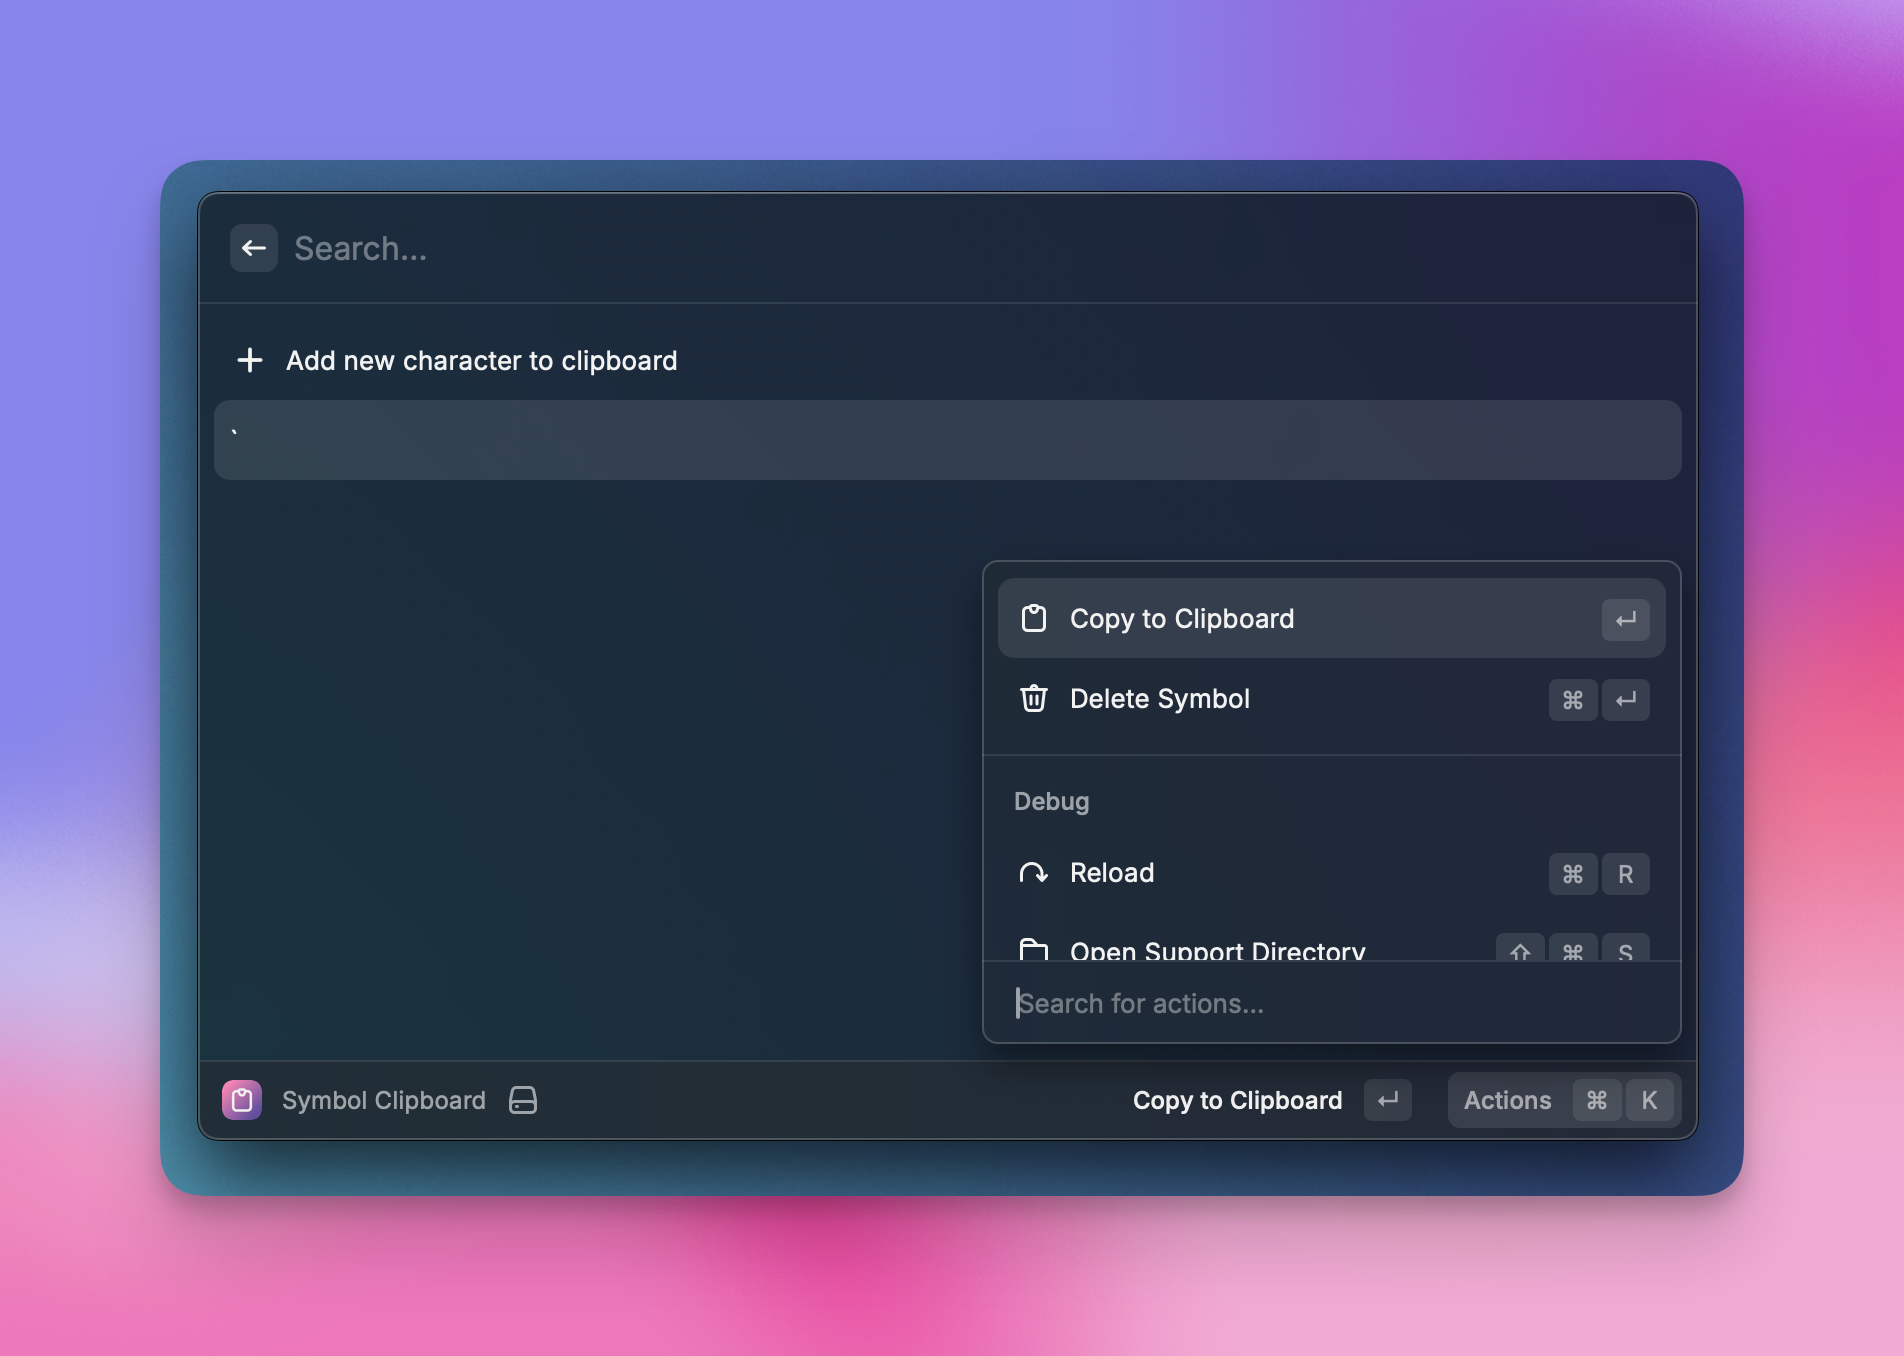 Search...
Add new character to clipboard
`
Copy to Clipboard ↵
Delete Symbol ⌘ ↵
Debug
Reload ⌘ R
Open Support Directory ⇧ ⌘ S
Search for actions...
Symbol Clipboard
Copy to Clipboard ↵
Actions ⌘ K